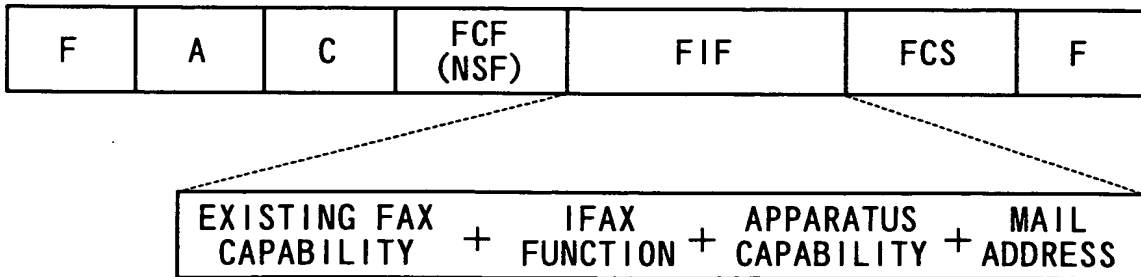 F A C FCF (NSF) FIF FCS F
EXISTING FAX CAPABILITY + IFAX FUNCTION + APPARATUS CAPABILITY + MAIL ADDRESS